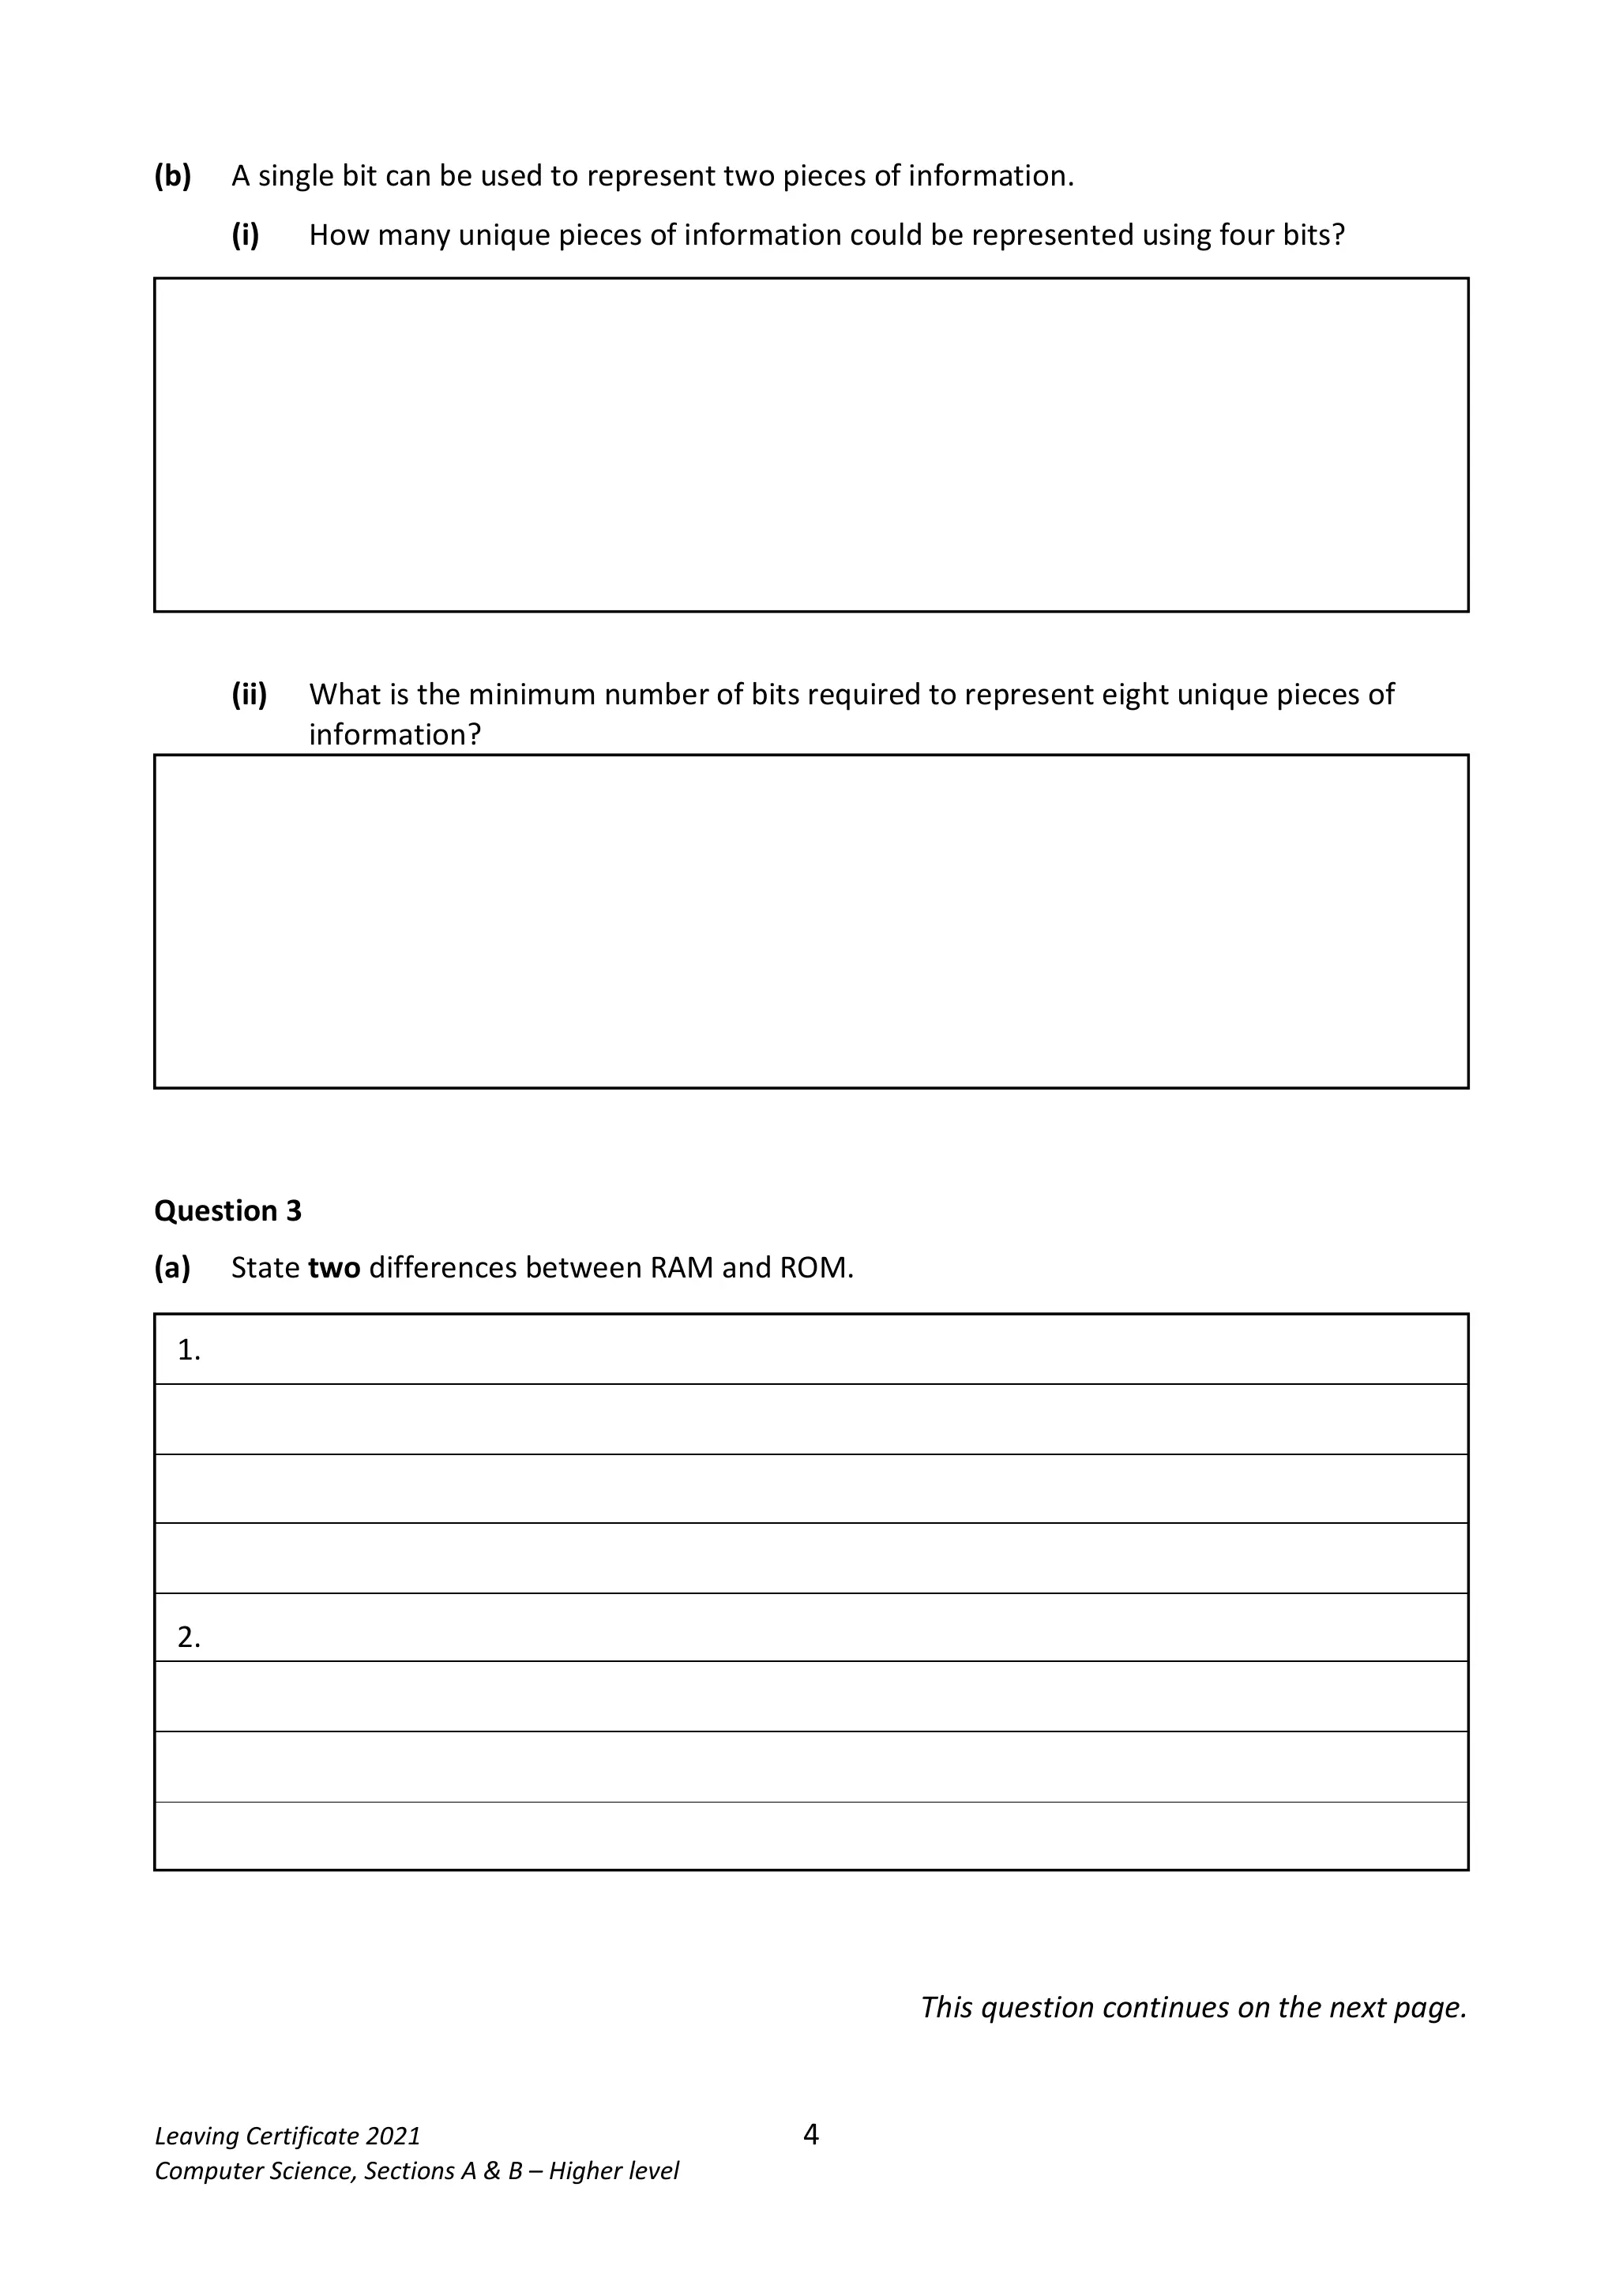 (b) A single bit can be used to represent two pieces of information.
(i) How many unique pieces of information could be represented using four bits?
(ii) What is the minimum number of bits required to represent eight unique pieces of
information?
Question 3
(a) State two differences between RAM and ROM.
1.
2.
This question continues on the next page.
Leaving Certificate 2021 4
Computer Science, Sections A & B – Higher level